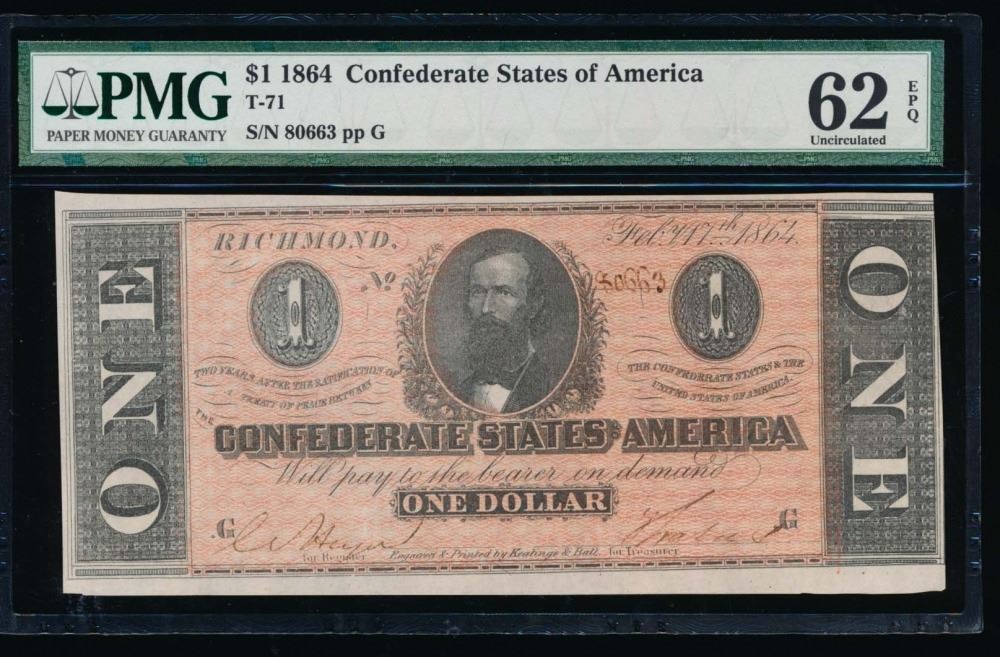 PMG
PAPER MONEY GUARANTY
$1 1864 Confederate States of America
T-71
S/N 80663 pp G
62
EPQ
Uncirculated
RICHMOND.
Feby 17th 1864.
No
80663
1
1
TWO YEARS AFTER THE RATIFICATION OF
A TREATY OF PEACE BETWEEN
THE CONFEDERATE STATES & THE
UNITED STATES OF AMERICA.
THE
CONFEDERATE STATES OF AMERICA
Will pay to the bearer on demand
ONE DOLLAR
.G
G
for Register
Engraved & Printed by Keatinge & Ball.
for Treasurer
ONE
ONE